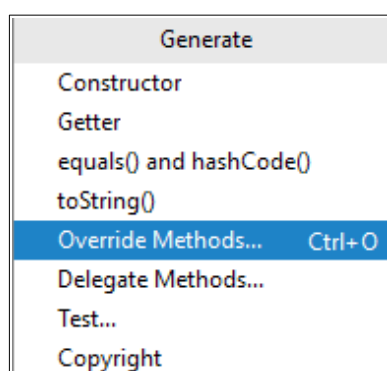 Generate
Constructor
Getter
equals() and hashCode()
toString()
Override Methods... Ctrl+O
Delegate Methods...
Test...
Copyright